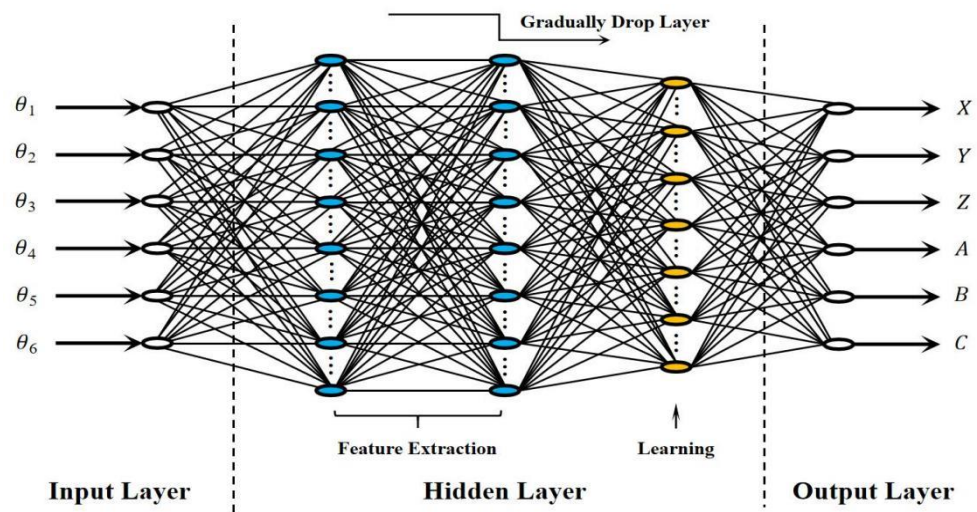 Gradually Drop Layer
θ1
θ2
θ3
θ4
θ5
θ6
X
Y
Z
A
B
C
Feature Extraction
Learning
Input Layer
Hidden Layer
Output Layer